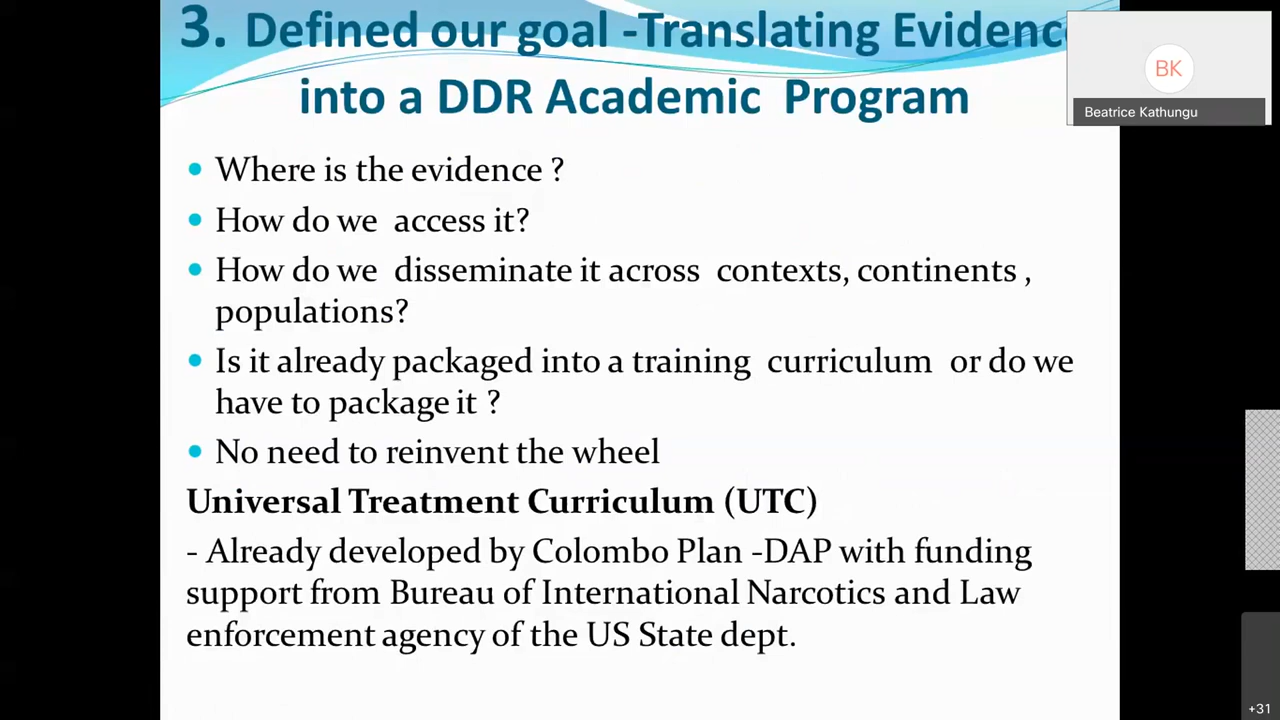 3. Defined our goal -Translating Evidenc
into a DDR Academic Program
BK
Beatrice Kathungu
• Where is the evidence ?
• How do we access it?
• How do we disseminate it across contexts, continents ,
populations?
• Is it already packaged into a training curriculum or do we
have to package it ?
• No need to reinvent the wheel
Universal Treatment Curriculum (UTC)
- Already developed by Colombo Plan -DAP with funding
support from Bureau of International Narcotics and Law
enforcement agency of the US State dept.
+31